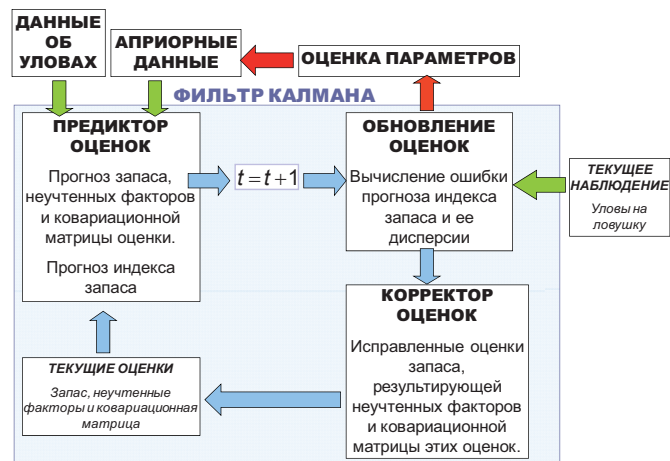 ДАННЫЕ
ОБ
УЛОВАХ
АПРИОРНЫЕ
ДАННЫЕ
ОЦЕНКА ПАРАМЕТРОВ
ФИЛЬТР КАЛМАНА
ПРЕДИКТОР
ОЦЕНОК
Прогноз запаса,
неучтенных факторов
и ковариационной
матрицы оценки.
Прогноз индекса
запаса
t=t+1
ОБНОВЛЕНИЕ
ОЦЕНОК
Вычисление ошибки
прогноза индекса
запаса и ее
дисперсии
ТЕКУЩЕЕ
НАБЛЮДЕНИЕ
Уловы на
ловушку
КОРРЕКТОР
ОЦЕНОК
Исправленные оценки
запаса,
результирующей
неучтенных факторов
и ковариационной
матрицы этих оценок.
ТЕКУЩИЕ ОЦЕНКИ
Запас, неучтенные
факторы и ковариационная
матрица